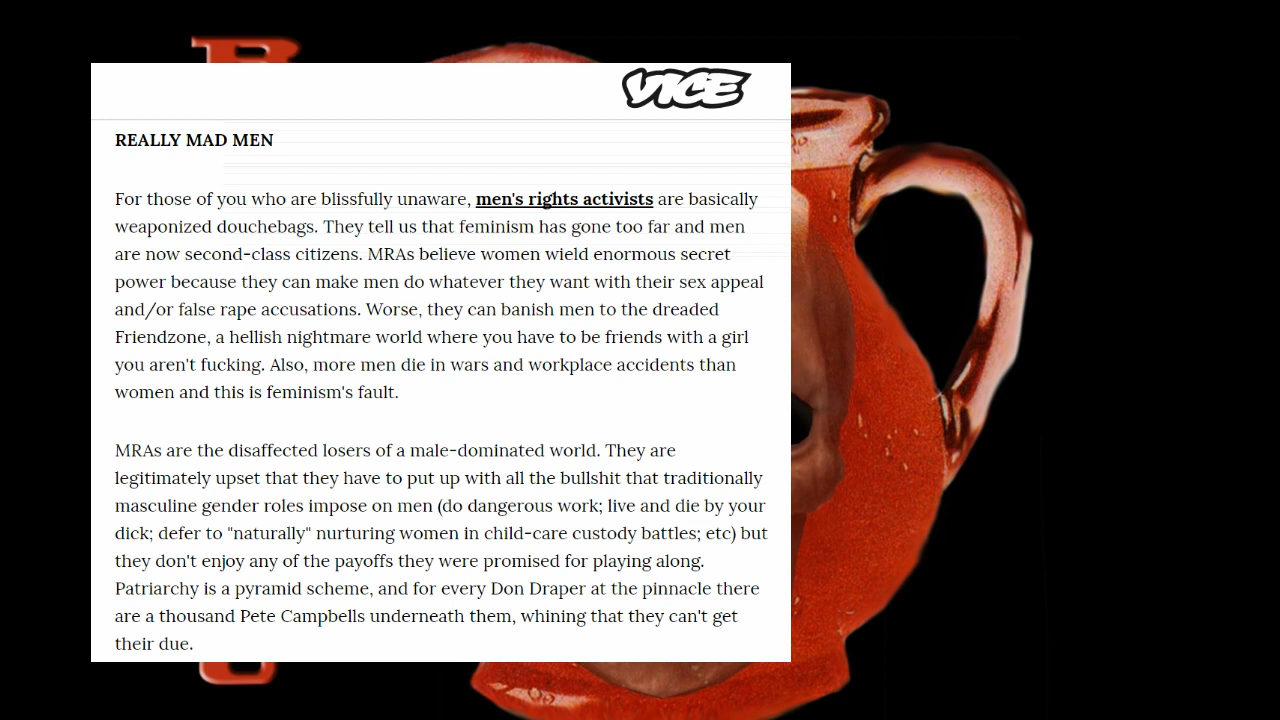 VICE
REALLY MAD MEN
For those of you who are blissfully unaware, men's rights activists are basically
weaponized douchebags. They tell us that feminism has gone too far and men
are now second-class citizens. MRAs believe women wield enormous secret
power because they can make men do whatever they want with their sex appeal
and/or false rape accusations. Worse, they can banish men to the dreaded
Friendzone, a hellish nightmare world where you have to be friends with a girl
you aren't fucking. Also, more men die in wars and workplace accidents than
women and this is feminism's fault.
MRAs are the disaffected losers of a male-dominated world. They are
legitimately upset that they have to put up with all the bullshit that traditionally
masculine gender roles impose on men (do dangerous work; live and die by your
dick; defer to "naturally" nurturing women in child-care custody battles; etc) but
they don't enjoy any of the payoffs they were promised for playing along.
Patriarchy is a pyramid scheme, and for every Don Draper at the pinnacle there
are a thousand Pete Campbells underneath them, whining that they can't get
their due.